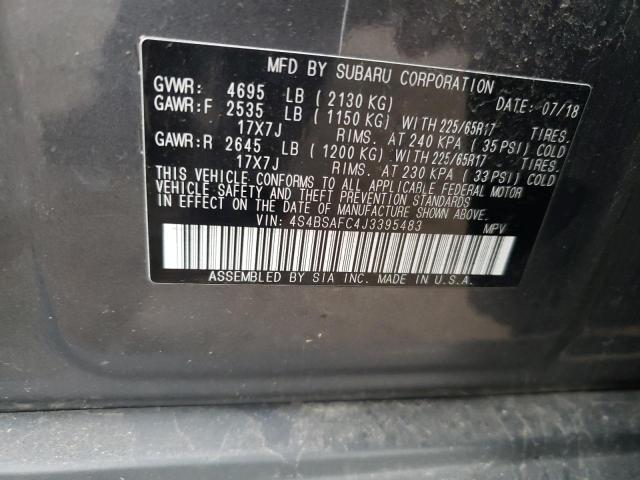 MFD BY SUBARU CORPORATION
GVWR: 4695 LB ( 2130 KG) DATE: 07/18
GAWR:F 2535 LB ( 1150 KG) WITH 225/65R17 TIRES.
17X7J RIMS. AT 240 KPA ( 35 PSI) COLD
GAWR:R 2645 LB ( 1200 KG) WITH 225/65R17 TIRES.
17X7J RIMS. AT 230 KPA ( 33 PSI) COLD
THIS VEHICLE CONFORMS TO ALL APPLICABLE FEDERAL MOTOR
VEHICLE SAFETY AND THEFT PREVENTION STANDARDS
IN EFFECT ON THE DATE OF MANUFACTURE SHOWN ABOVE.
VIN: 4S4BSAFC4J3395483 MPV
ASSEMBLED BY SIA INC. MADE IN U.S.A.